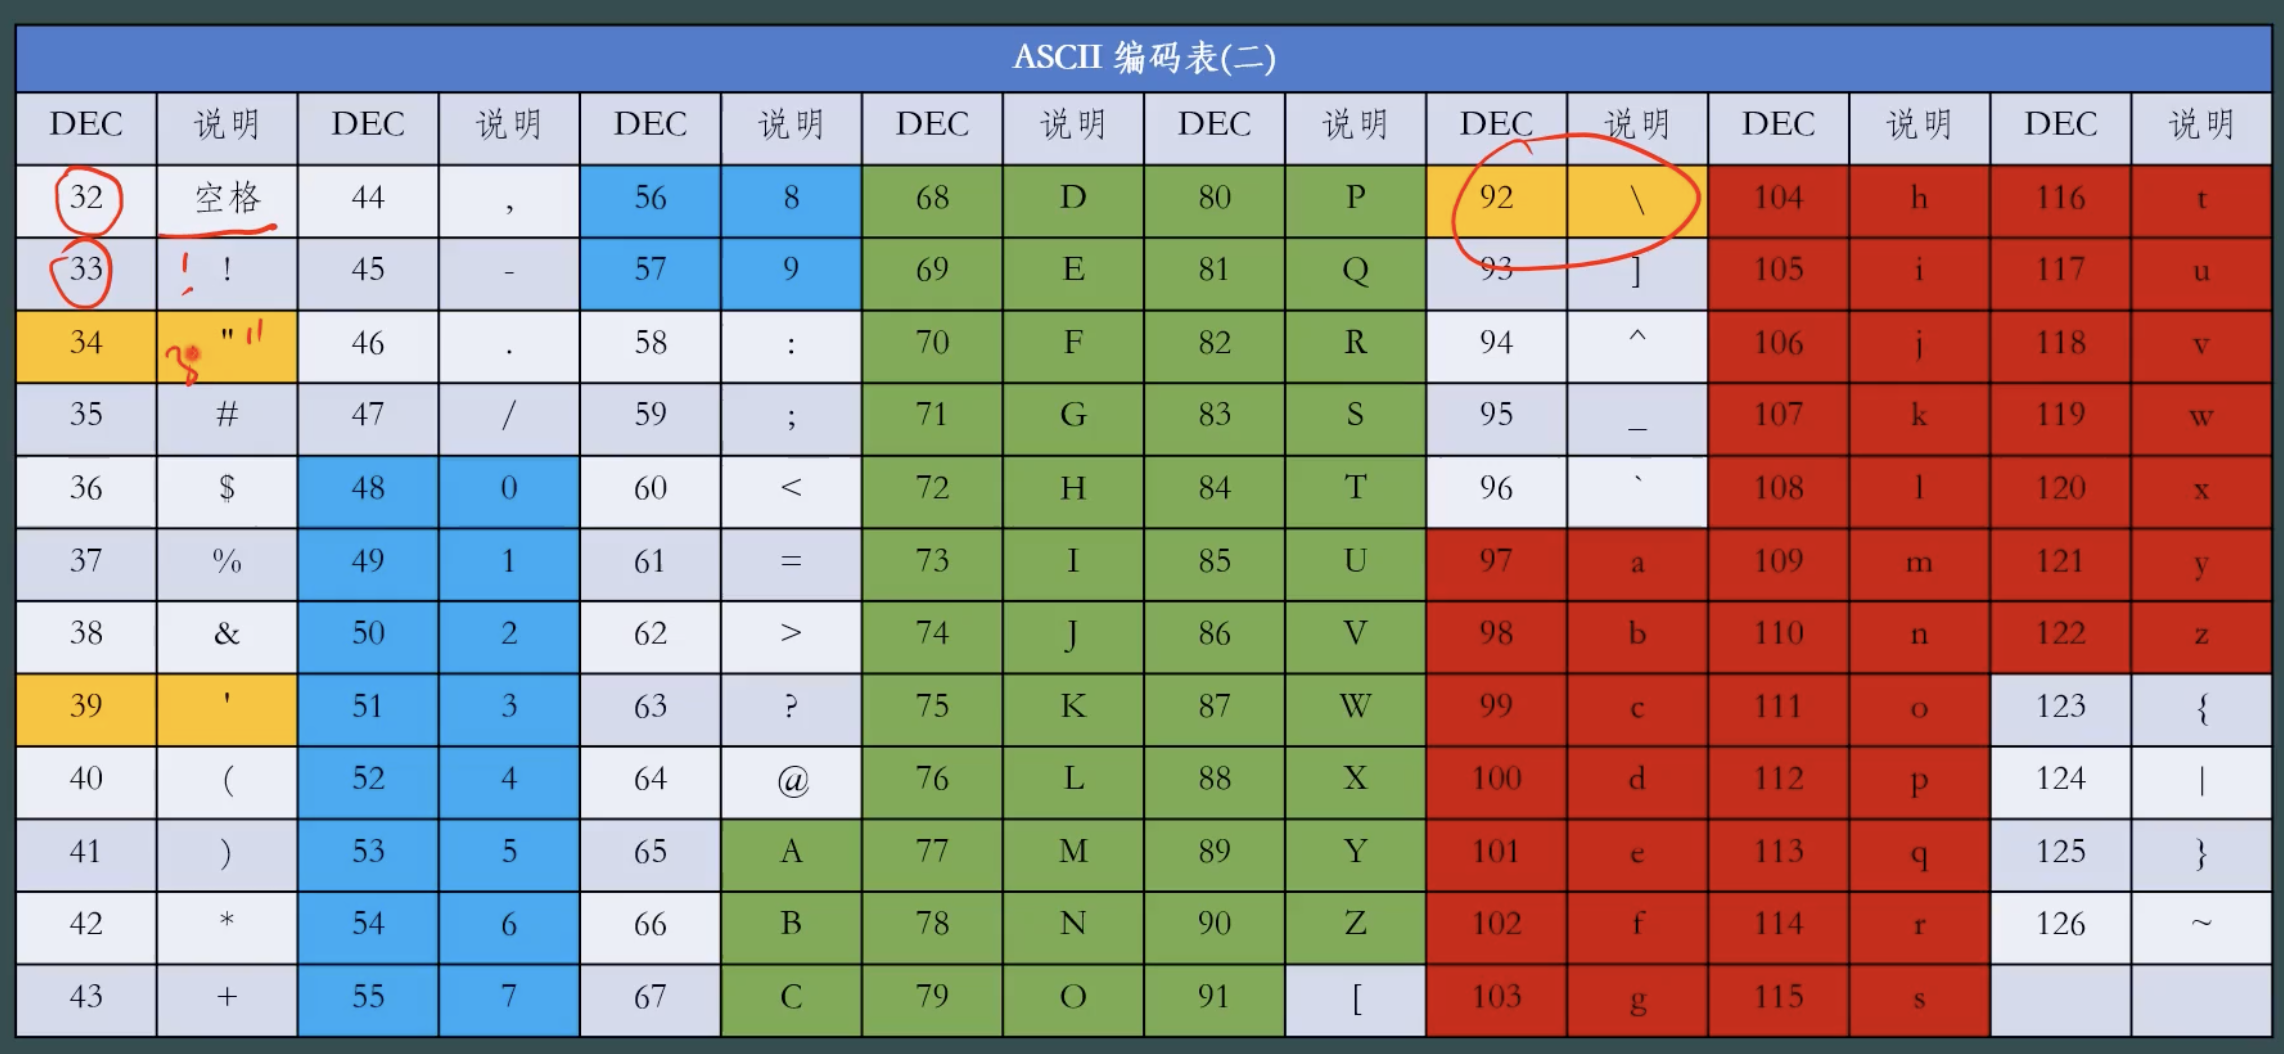 ASCII 编码表(二)
DEC 说明 DEC 说明 DEC 说明 DEC 说明 DEC 说明 DEC 说明 DEC 说明 DEC 说明
32 空格 44 , 56 8 68 D 80 P 92 \ 104 h 116 t
33 ! ! 45 - 57 9 69 E 81 Q 93 ] 105 i 117 u
34 " " 46 . 58 : 70 F 82 R 94 ^ 106 j 118 v
35 # 47 / 59 ; 71 G 83 S 95 _ 107 k 119 w
36 $ 48 0 60 < 72 H 84 T 96 ` 108 l 120 x
37 % 49 1 61 = 73 I 85 U 97 a 109 m 121 y
38 & 50 2 62 > 74 J 86 V 98 b 110 n 122 z
39 ' 51 3 63 ? 75 K 87 W 99 c 111 o 123 {
40 ( 52 4 64 @ 76 L 88 X 100 d 112 p 124 |
41 ) 53 5 65 A 77 M 89 Y 101 e 113 q 125 }
42 * 54 6 66 B 78 N 90 Z 102 f 114 r 126 ~
43 + 55 7 67 C 79 O 91 [ 103 g 115 s